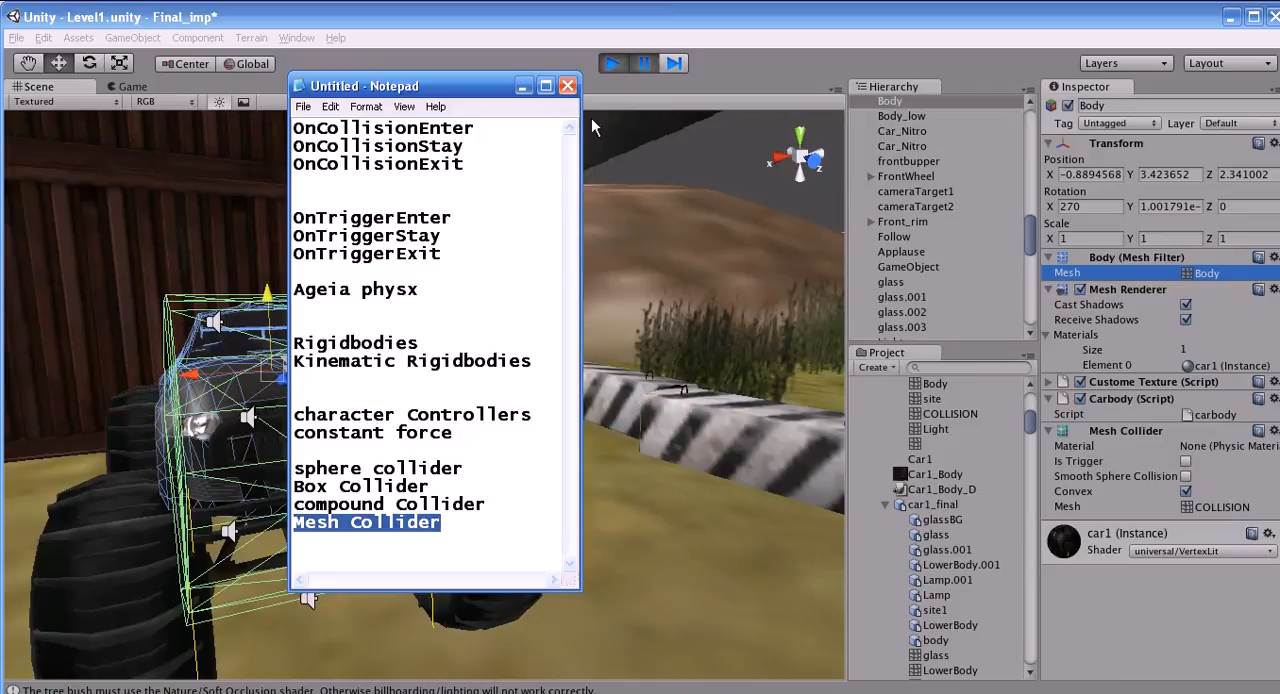 Unity - Level1.unity - Final_imp*
File Edit Assets GameObject Component Terrain Window Help
Center Global Layers Layout
Scene Game
Textured RGB
Untitled - Notepad
File Edit Format View Help
OnCollisionEnter
OnCollisionStay
OnCollisionExit
OnTriggerEnter
OnTriggerStay
OnTriggerExit
Ageia physx
Rigidbodies
Kinematic Rigidbodies
character Controllers
constant force
sphere collider
Box Collider
compound Collider
Mesh Collider
x
z
Hierarchy
Body
Body_low
Car_Nitro
Car_Nitro
frontbupper
FrontWheel
cameraTarget1
cameraTarget2
Front_rim
Follow
Applause
GameObject
glass
glass.001
glass.002
glass.003
Project
Create
Body
site
COLLISION
Light
Car1
Car1_Body
Car1_Body_D
car1_final
glassBG
glass
glass.001
LowerBody.001
Lamp.001
Lamp
site1
LowerBody
body
glass
LowerBody
Inspector
Body
Tag Untagged Layer Default
Transform
Position
X -0.8894568 Y 3.423652 Z 2.341002
Rotation
X 270 Y 1.001791e- Z 0
Scale
X 1 Y 1 Z 1
Body (Mesh Filter)
Mesh Body
Mesh Renderer
Cast Shadows
Receive Shadows
Materials
Size 1
Element 0 car1 (Instance)
Custome Texture (Script)
Carbody (Script)
Script carbody
Mesh Collider
Material None (Physic Materi
Is Trigger
Smooth Sphere Collision
Convex
Mesh COLLISION
car1 (Instance)
Shader universal/VertexLit
The tree bush must use the Nature/Soft Occlusion shader. Otherwise billboarding/lighting will not work correctly.